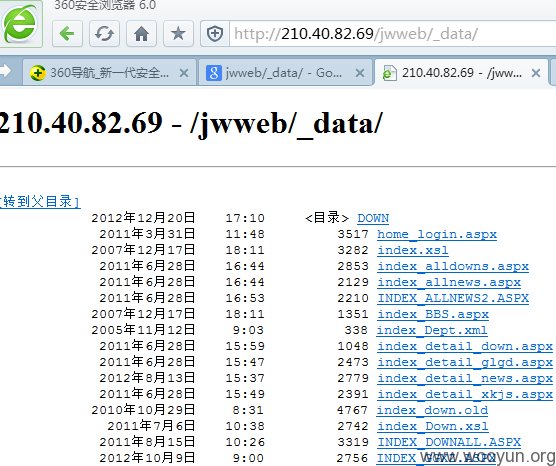 360安全浏览器 6.0
http://210.40.82.69/jwweb/_data/
360导航_新一代安全...
jwweb/_data/ - Go...
210.40.82.69 - /jww...
210.40.82.69 - /jwweb/_data/
[转到父目录]
2012年12月20日 17:10 <目录> DOWN
2011年3月31日 11:48 3517 home_login.aspx
2007年12月17日 18:11 3282 index.xsl
2011年6月28日 16:44 2853 index_alldowns.aspx
2011年6月28日 16:44 2129 index_allnews.aspx
2011年6月28日 16:53 2210 INDEX_ALLNEWS2.ASPX
2007年12月17日 18:11 1351 index_BBS.aspx
2005年11月12日 9:03 338 index_Dept.xml
2011年6月28日 15:59 1048 index_detail_down.aspx
2011年6月28日 15:47 2473 index_detail_glgd.aspx
2012年8月13日 15:37 2779 index_detail_news.aspx
2011年6月28日 15:49 2391 index_detail_xkjs.aspx
2010年10月29日 8:31 4767 index_down.old
2011年7月6日 10:38 2742 index_Down.xsl
2011年8月15日 10:26 3319 INDEX_DOWNALL.ASPX
2012年10月9日 9:00 2756
www.wooyun.org